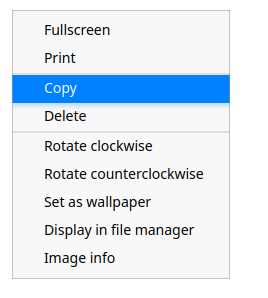 Fullscreen
Print
Copy
Delete
Rotate clockwise
Rotate counterclockwise
Set as wallpaper
Display in file manager
Image info